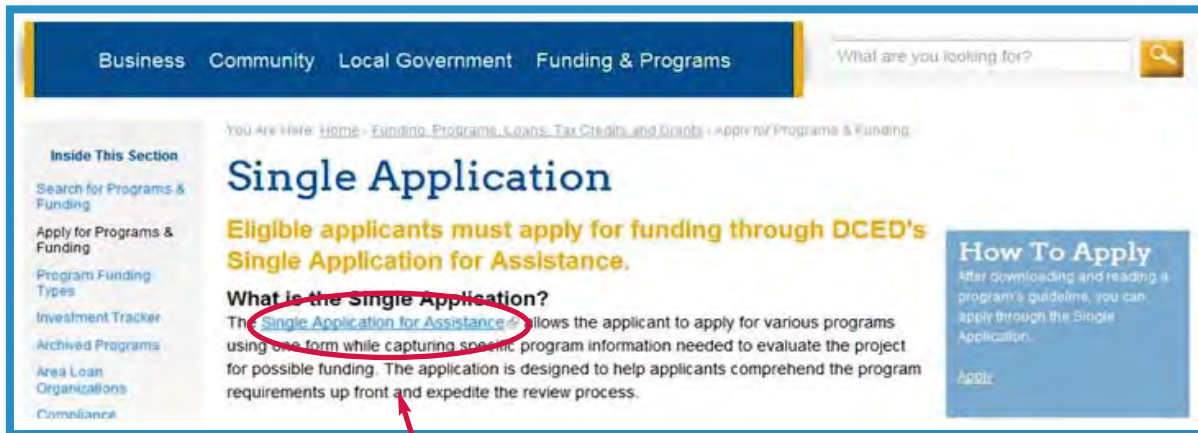 Business Community Local Government Funding & Programs
What are you looking for?
You Are Here: Home › Funding, Programs, Loans, Tax Credits, and Grants › Apply for Programs & Funding
Inside This Section
Search for Programs &
Funding
Apply for Programs &
Funding
Program Funding
Types
Investment Tracker
Archived Programs
Area Loan
Organizations
Compliance
Single Application
Eligible applicants must apply for funding through DCED's
Single Application for Assistance.
What is the Single Application?
The Single Application for Assistance allows the applicant to apply for various programs
using one form while capturing specific program information needed to evaluate the project
for possible funding. The application is designed to help applicants comprehend the program
requirements up front and expedite the review process.
How To Apply
After downloading and reading a
program's guideline, you can
apply through the Single
Application.
Apply